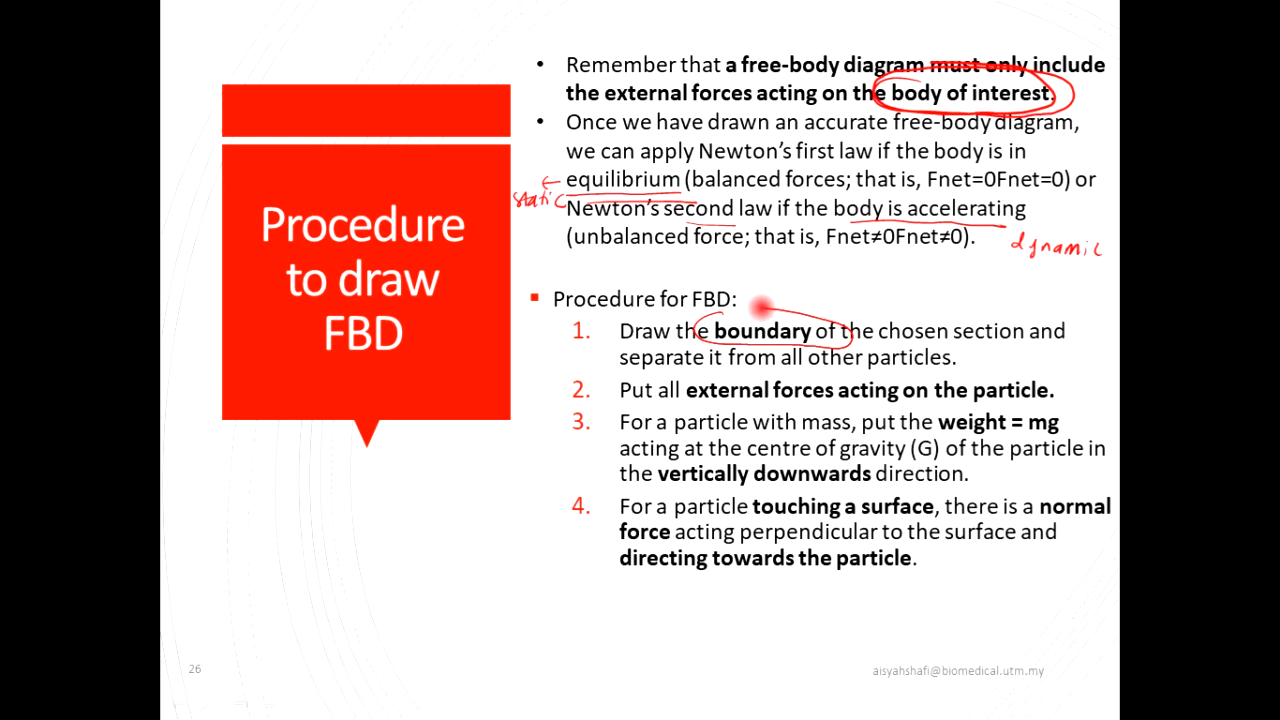 Procedure
to draw
FBD
• Remember that a free-body diagram must only include
the external forces acting on the body of interest.
• Once we have drawn an accurate free-body diagram,
we can apply Newton's first law if the body is in
equilibrium (balanced forces; that is, Fnet=0Fnet=0) or
static
Newton's second law if the body is accelerating
(unbalanced force; that is, Fnet≠0Fnet≠0).
dynamic
▪ Procedure for FBD:
1. Draw the boundary of the chosen section and
separate it from all other particles.
2. Put all external forces acting on the particle.
3. For a particle with mass, put the weight = mg
acting at the centre of gravity (G) of the particle in
the vertically downwards direction.
4. For a particle touching a surface, there is a normal
force acting perpendicular to the surface and
directing towards the particle.
26
aisyahshafi@biomedical.utm.my